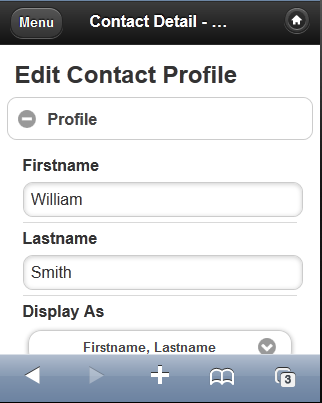 Menu
Contact Detail - ...
Edit Contact Profile
Profile
Firstname
William
Lastname
Smith
Display As
Firstname, Lastname
3